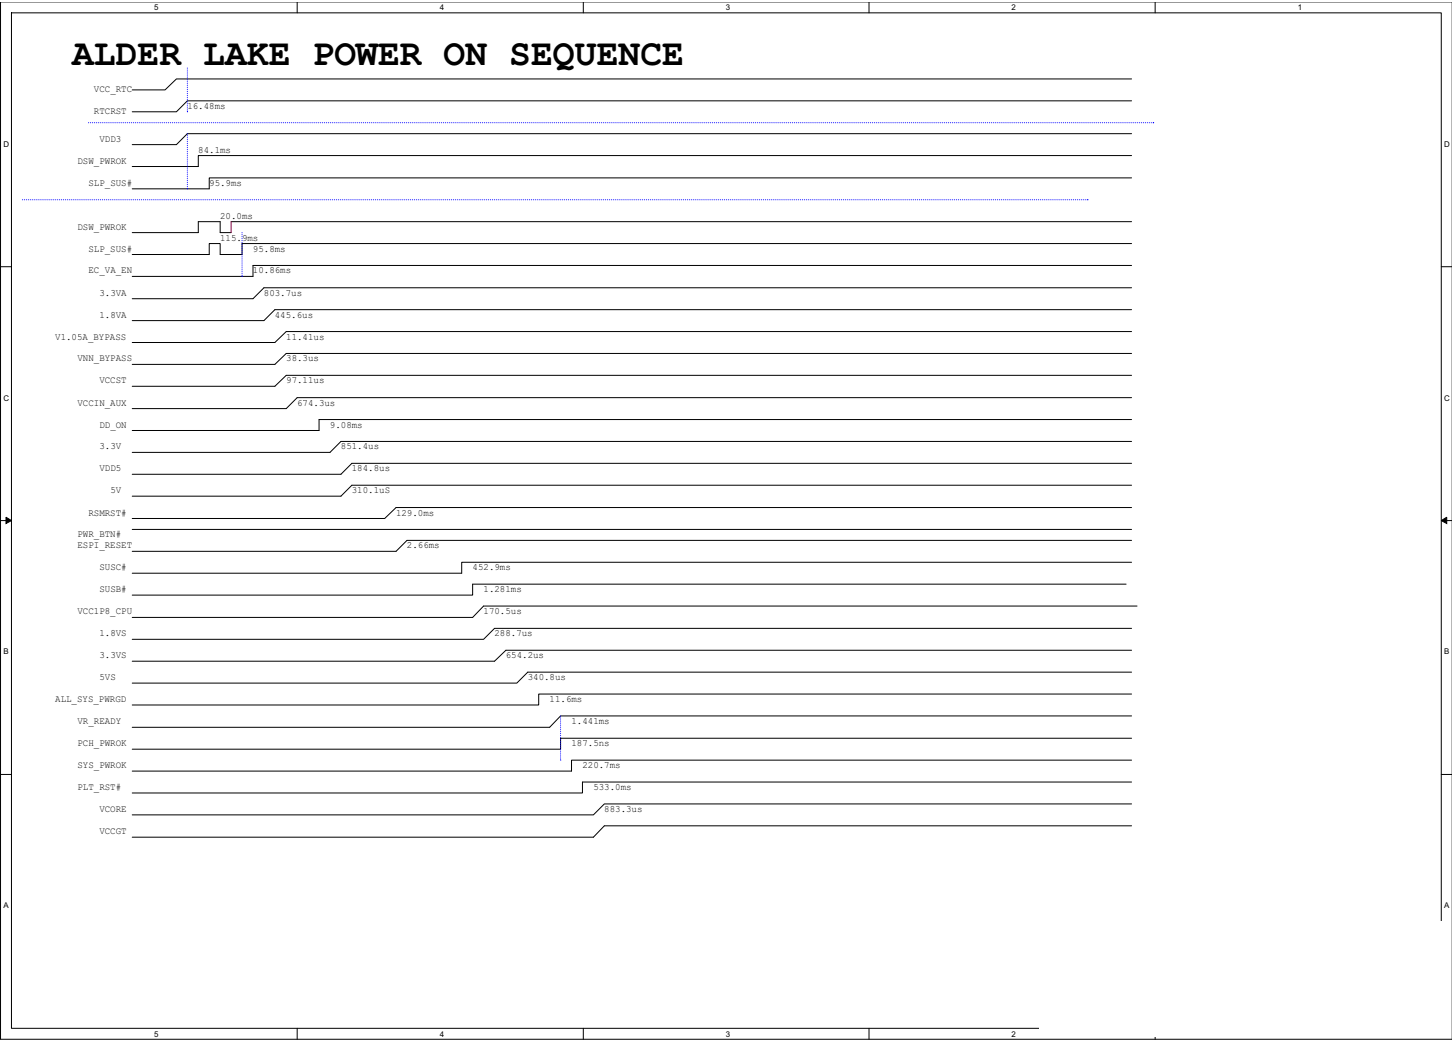 5 4 3 2 1
ALDER LAKE POWER ON SEQUENCE
VCC_RTC
RTCRST 16.48ms
VDD3
D D
84.1ms
DSW_PWROK
SLP_SUS# 95.9ms
20.0ms
DSW_PWROK
115.9ms
SLP_SUS# 95.8ms
EC_VA_EN 10.86ms
3.3VA 803.7us
1.8VA 445.6us
V1.05A_BYPASS 11.41us
VNN_BYPASS 38.3us
VCCST 97.11us
C C
VCCIN_AUX 674.3us
DD_ON 9.08ms
3.3V 851.4us
VDD5 184.8us
5V 310.1uS
RSMRST# 129.0ms
PWR_BTN#
ESPI_RESET 2.66ms
SUSC# 452.9ms
SUSB# 1.281ms
VCC1P8_CPU 170.5us
1.8VS 288.7us
B B
3.3VS 654.2us
5VS 340.8us
ALL_SYS_PWRGD 11.6ms
VR_READY 1.441ms
PCH_PWROK 187.5ns
SYS_PWROK 220.7ms
PLT_RST# 533.0ms
VCORE 883.3us
VCCGT
A A
5 4 3 2